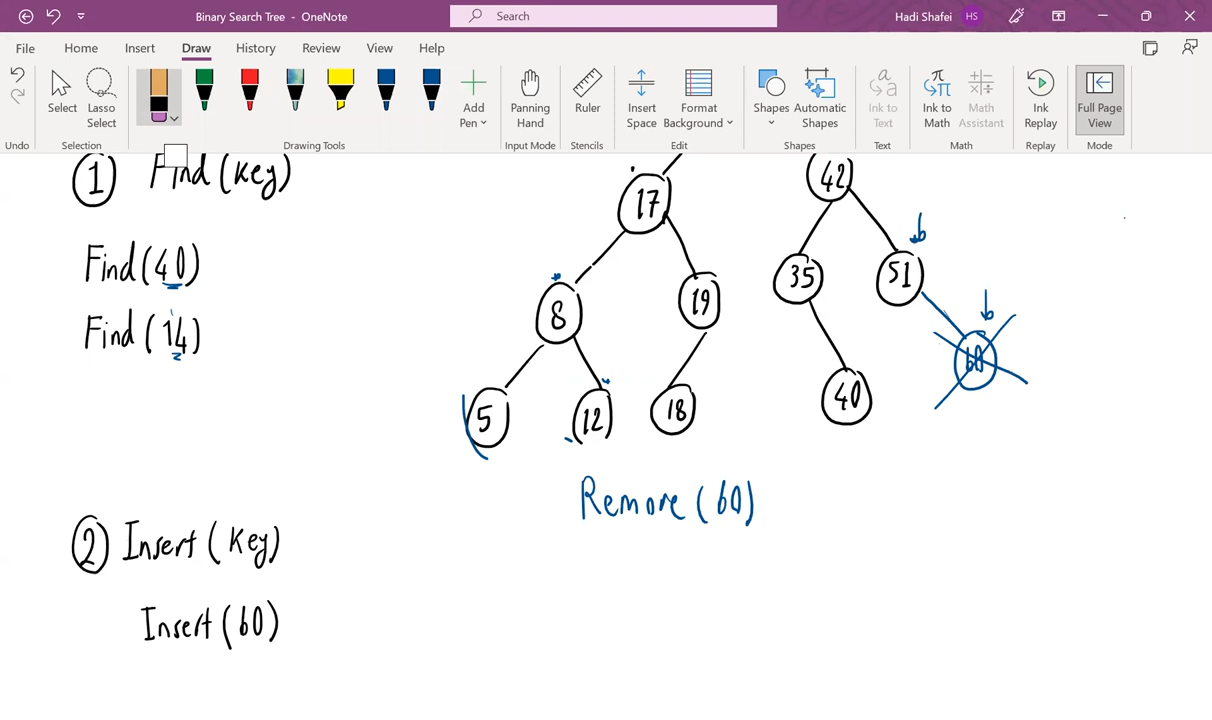 Binary Search Tree - OneNote
Search
Hadi Shafei
HS
File Home Insert Draw History Review View Help
Select
Lasso Select
Add Pen
Panning Hand
Ruler
Insert Space
Format Background
Shapes
Automatic Shapes
Ink to Text
Ink to Math
Math Assistant
Ink Replay
Full Page View
Undo
Selection
Drawing Tools
Input Mode
Stencils
Edit
Shapes
Text
Math
Replay
Mode
1 Find(Key)
Find(40)
Find(14)
17
42
8
19
35
51
5
12
18
40
60
Remove(60)
2 Insert(Key)
Insert(60)